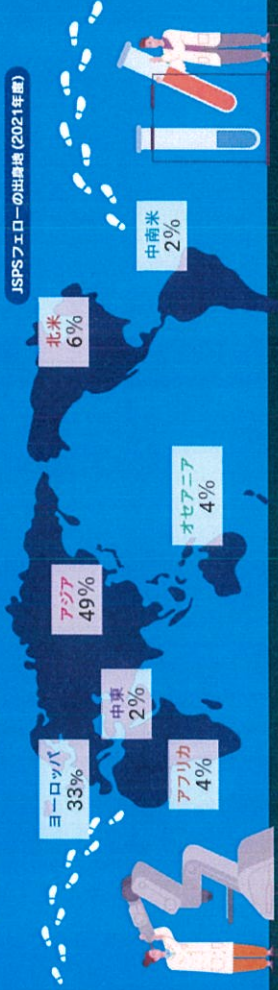 JSPSフェローの出身地(2021年度)
ヨーロッパ
33%
中東
2%
アフリカ
4%
アジア
49%
オセアニア
4%
北米
6%
中南米
2%